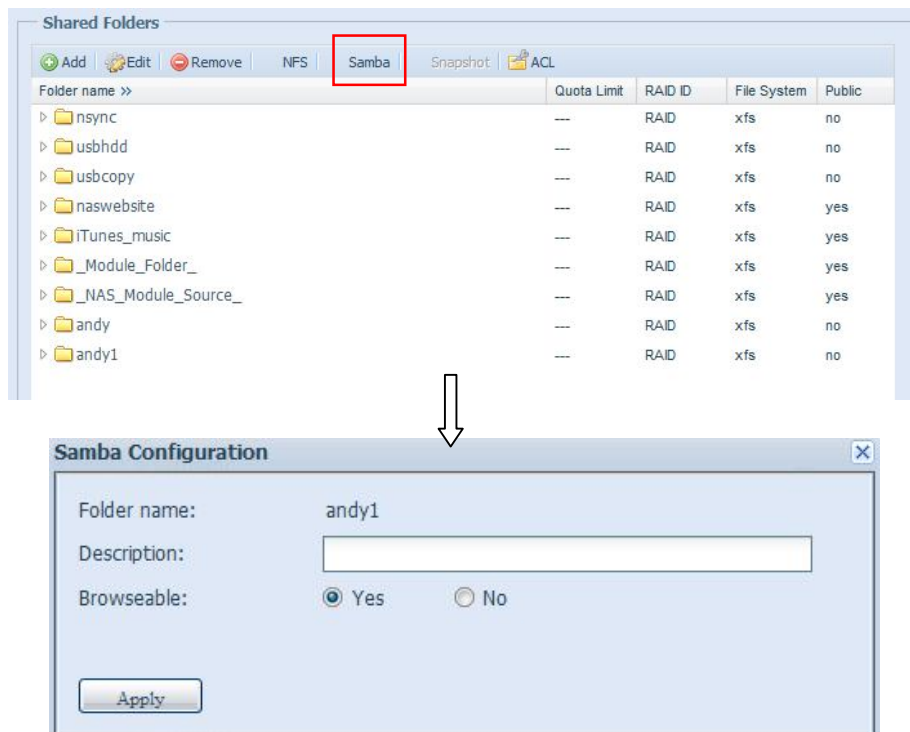 Shared Folders
Add Edit Remove NFS Samba Snapshot ACL
Folder name >> Quota Limit RAID ID File System Public
nsync --- RAID xfs no
usbhdd --- RAID xfs no
usbcopy --- RAID xfs no
naswebsite --- RAID xfs yes
iTunes_music --- RAID xfs yes
_Module_Folder_ --- RAID xfs yes
_NAS_Module_Source_ --- RAID xfs yes
andy --- RAID xfs no
andy1 --- RAID xfs no
Samba Configuration
Folder name: andy1
Description:
Browseable: Yes No
Apply